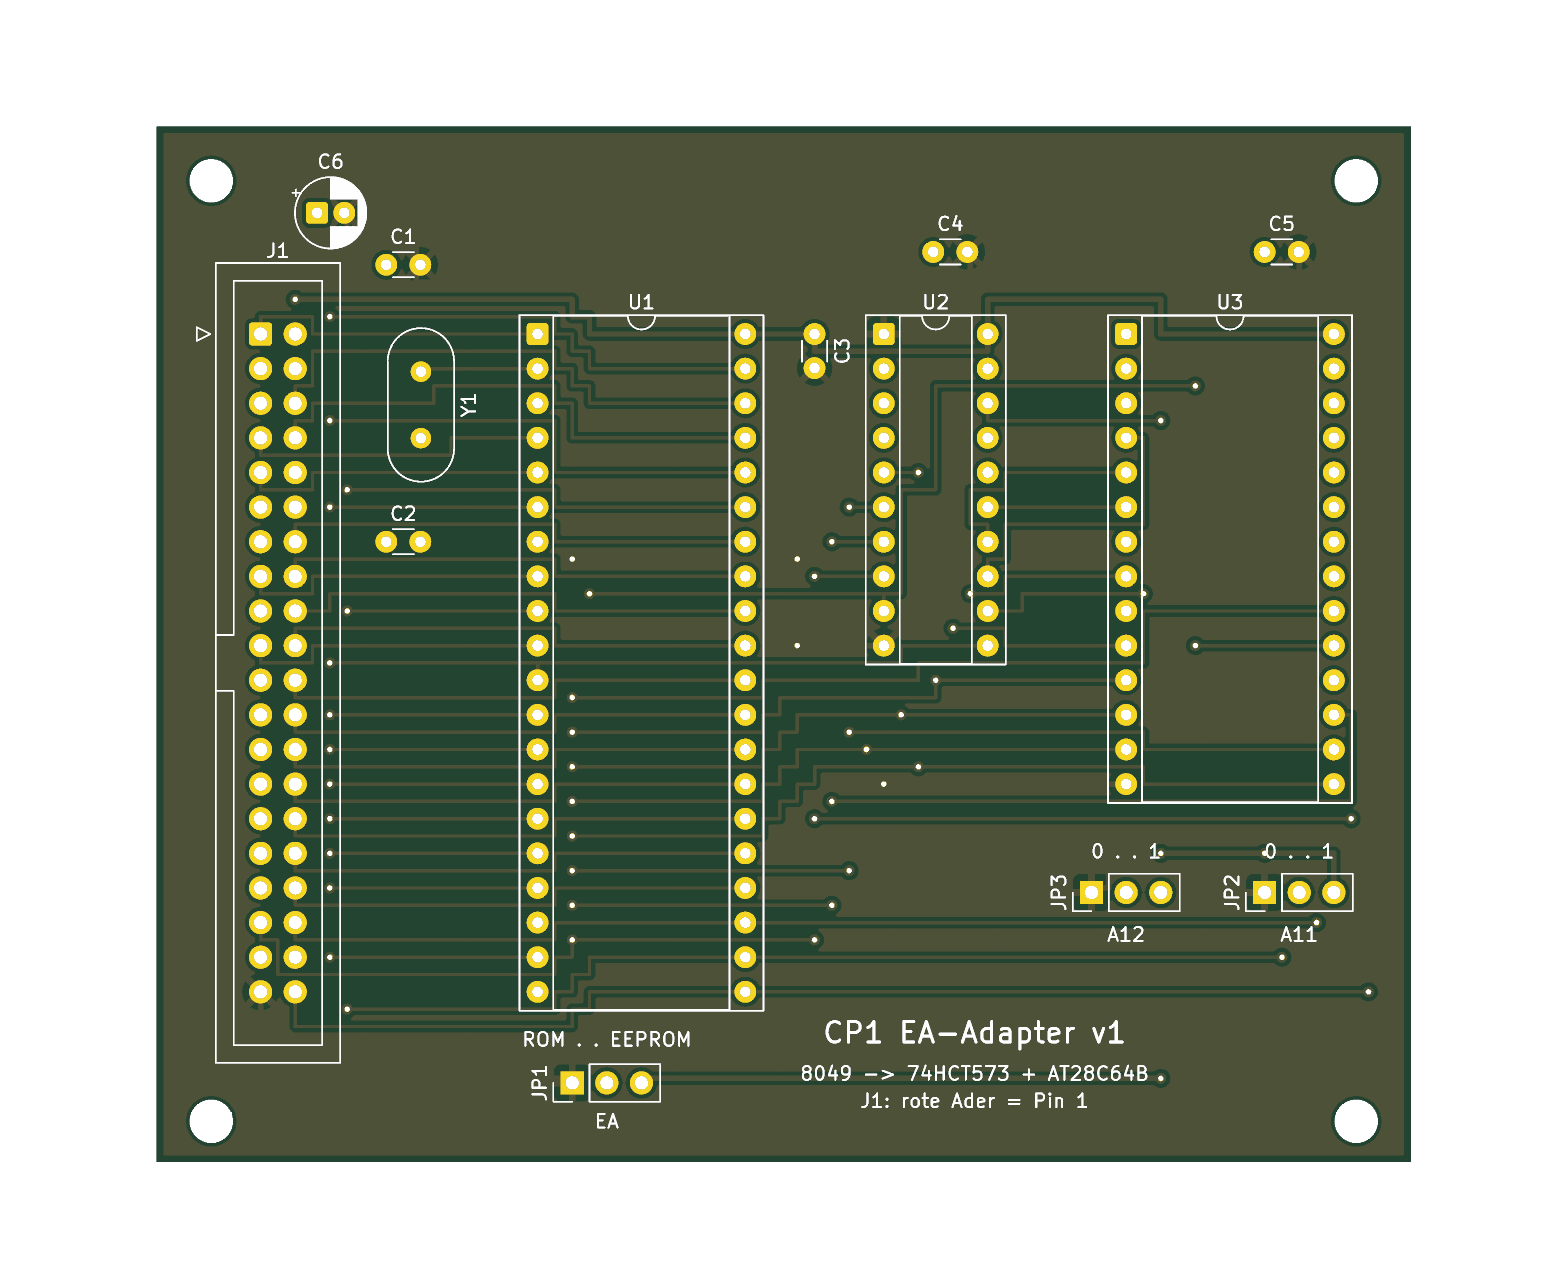 C6
+
C1
C4
C5
J1
U1
U2
U3
C3
Y1
C2
0 . . 1
0 . . 1
JP3
JP2
A12
A11
ROM . . EEPROM
CP1 EA-Adapter v1
JP1
8049 -> 74HCT573 + AT28C64B
J1: rote Ader = Pin 1
EA